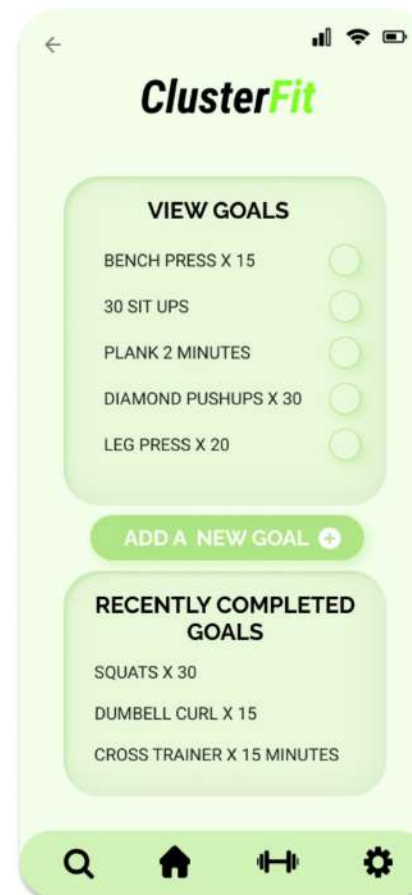 ClusterFit
VIEW GOALS
BENCH PRESS X 15
30 SIT UPS
PLANK 2 MINUTES
DIAMOND PUSHUPS X 30
LEG PRESS X 20
ADD A NEW GOAL
RECENTLY COMPLETED
GOALS
SQUATS X 30
DUMBELL CURL X 15
CROSS TRAINER X 15 MINUTES